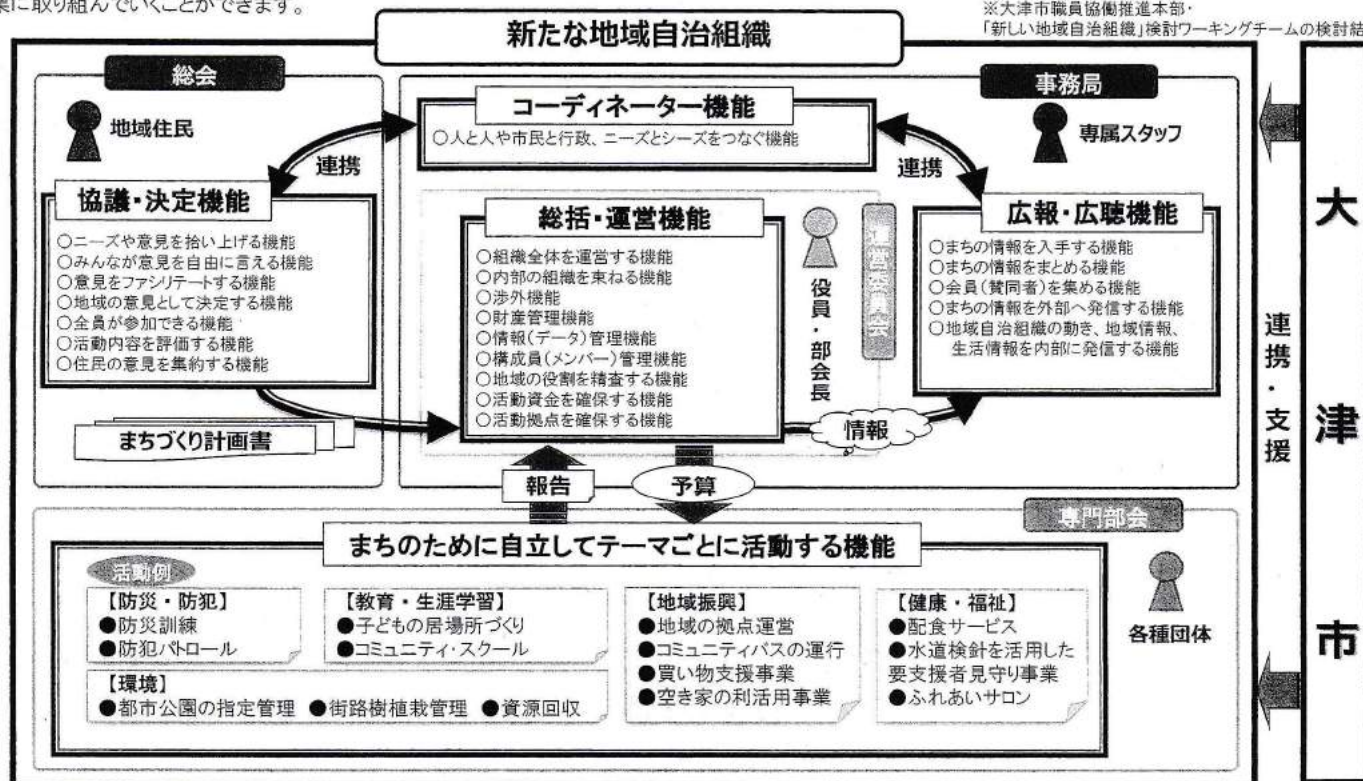 業に取り組んでいくことができます。
※大津市職員協働推進本部・
「新しい地域自治組織」検討ワーキングチームの検討結
新たな地域自治組織
総会
地域住民
事務局
専属スタッフ
コーディネーター機能
○人と人や市民と行政、ニーズとシーズをつなぐ機能
連携
連携
協議・決定機能
○ニーズや意見を拾い上げる機能
○みんなが意見を自由に言える機能
○意見をファシリテートする機能
○地域の意見として決定する機能
○全員が参加できる機能
○活動内容を評価する機能
○住民の意見を集約する機能
まちづくり計画書
総括・運営機能
○組織全体を運営する機能
○内部の組織を束ねる機能
○渉外機能
○財産管理機能
○情報(データ)管理機能
○構成員(メンバー)管理機能
○地域の役割を精査する機能
○活動資金を確保する機能
○活動拠点を確保する機能
役員・部会長
運営委員会
広報・広聴機能
○まちの情報を入手する機能
○まちの情報をまとめる機能
○会員(賛同者)を集める機能
○まちの情報を外部へ発信する機能
○地域自治組織の動き、地域情報、
生活情報を内部に発信する機能
情報
報告
予算
専門部会
まちのために自立してテーマごとに活動する機能
活動例
【防災・防犯】
●防災訓練
●防犯パトロール
【教育・生涯学習】
●子どもの居場所づくり
●コミュニティ・スクール
【環境】
●都市公園の指定管理 ●街路樹植栽管理 ●資源回収
【地域振興】
●地域の拠点運営
●コミュニティバスの運行
●買い物支援事業
●空き家の利活用事業
【健康・福祉】
●配食サービス
●水道検針を活用した
要支援者見守り事業
●ふれあいサロン
各種団体
連携・支援
大津市